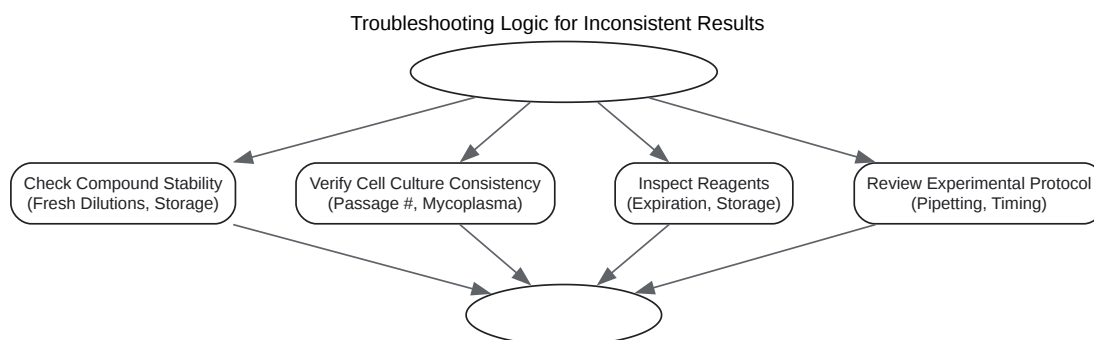 Troubleshooting Logic for Inconsistent Results
Check Compound Stability
(Fresh Dilutions, Storage)
Verify Cell Culture Consistency
(Passage #, Mycoplasma)
Inspect Reagents
(Expiration, Storage)
Review Experimental Protocol
(Pipetting, Timing)